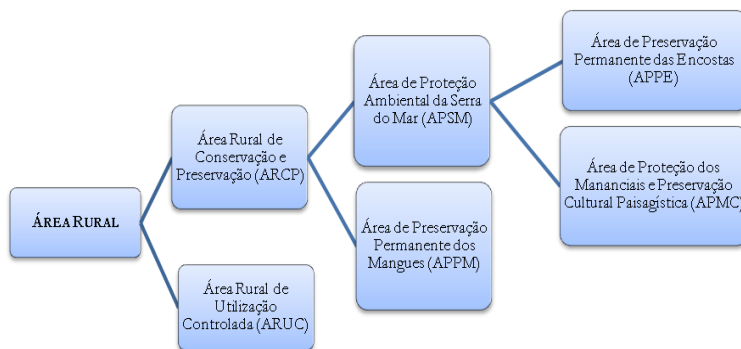 ÁREA RURAL
Área Rural de
Conservação e
Preservação (ARCP)
Área Rural de
Utilização
Controlada (ARUC)
Área de Proteção
Ambiental da Serra
do Mar (APSM)
Área de Preservação
Permanente dos
Mangues (APPM)
Área de Preservação
Permanente das Encostas
(APPE)
Área de Proteção dos
Mananciais e Preservação
Cultural Paisagística (APMC)